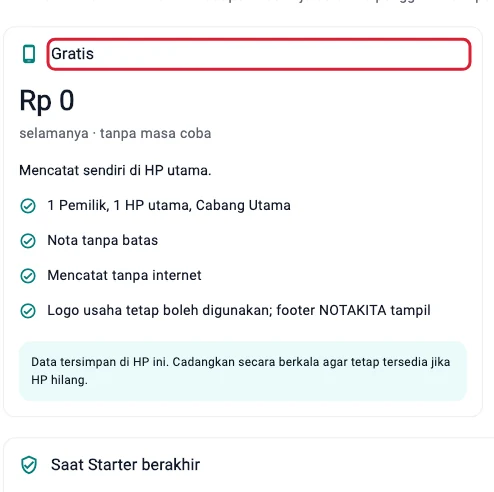 Gratis
Rp 0
selamanya · tanpa masa coba
Mencatat sendiri di HP utama.
1 Pemilik, 1 HP utama, Cabang Utama
Nota tanpa batas
Mencatat tanpa internet
Logo usaha tetap boleh digunakan; footer NOTAKITA tampil
Data tersimpan di HP ini. Cadangkan secara berkala agar tetap tersedia jika
HP hilang.
Saat Starter berakhir